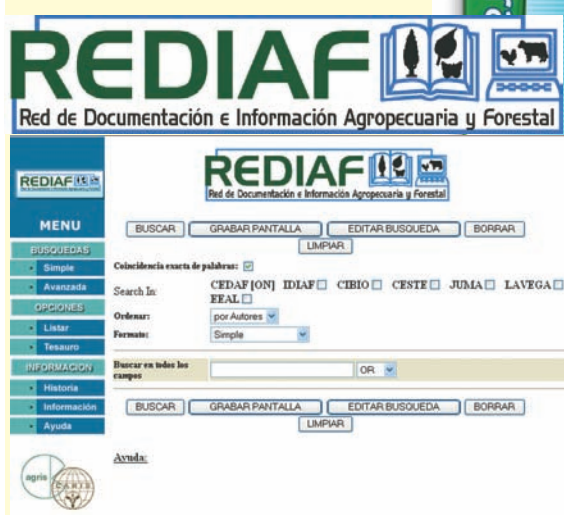 REDIAF
Red de Documentación e Información Agropecuaria y Forestal
REDIAF
REDIAF
Red de Documentación e Información Agropecuaria y Forestal
MENU
BUSQUEDAS
Simple
Avanzada
OPCIONES
Listar
Tesauro
INFORMACION
Historia
Información
Ayuda
agris
CARIS
BUSCAR GRABAR PANTALLA EDITAR BUSQUEDA BORRAR
LIMPIAR
Coincidencia exacta de palabras:
Search In: CEDAF [ON] IDIAF CIBIO CESTE JUMA LAVEGA
EEAL
Ordenar: por Autores
Formato: Simple
Buscar en todos los
campos OR
BUSCAR GRABAR PANTALLA EDITAR BUSQUEDA BORRAR
LIMPIAR
Ayuda: